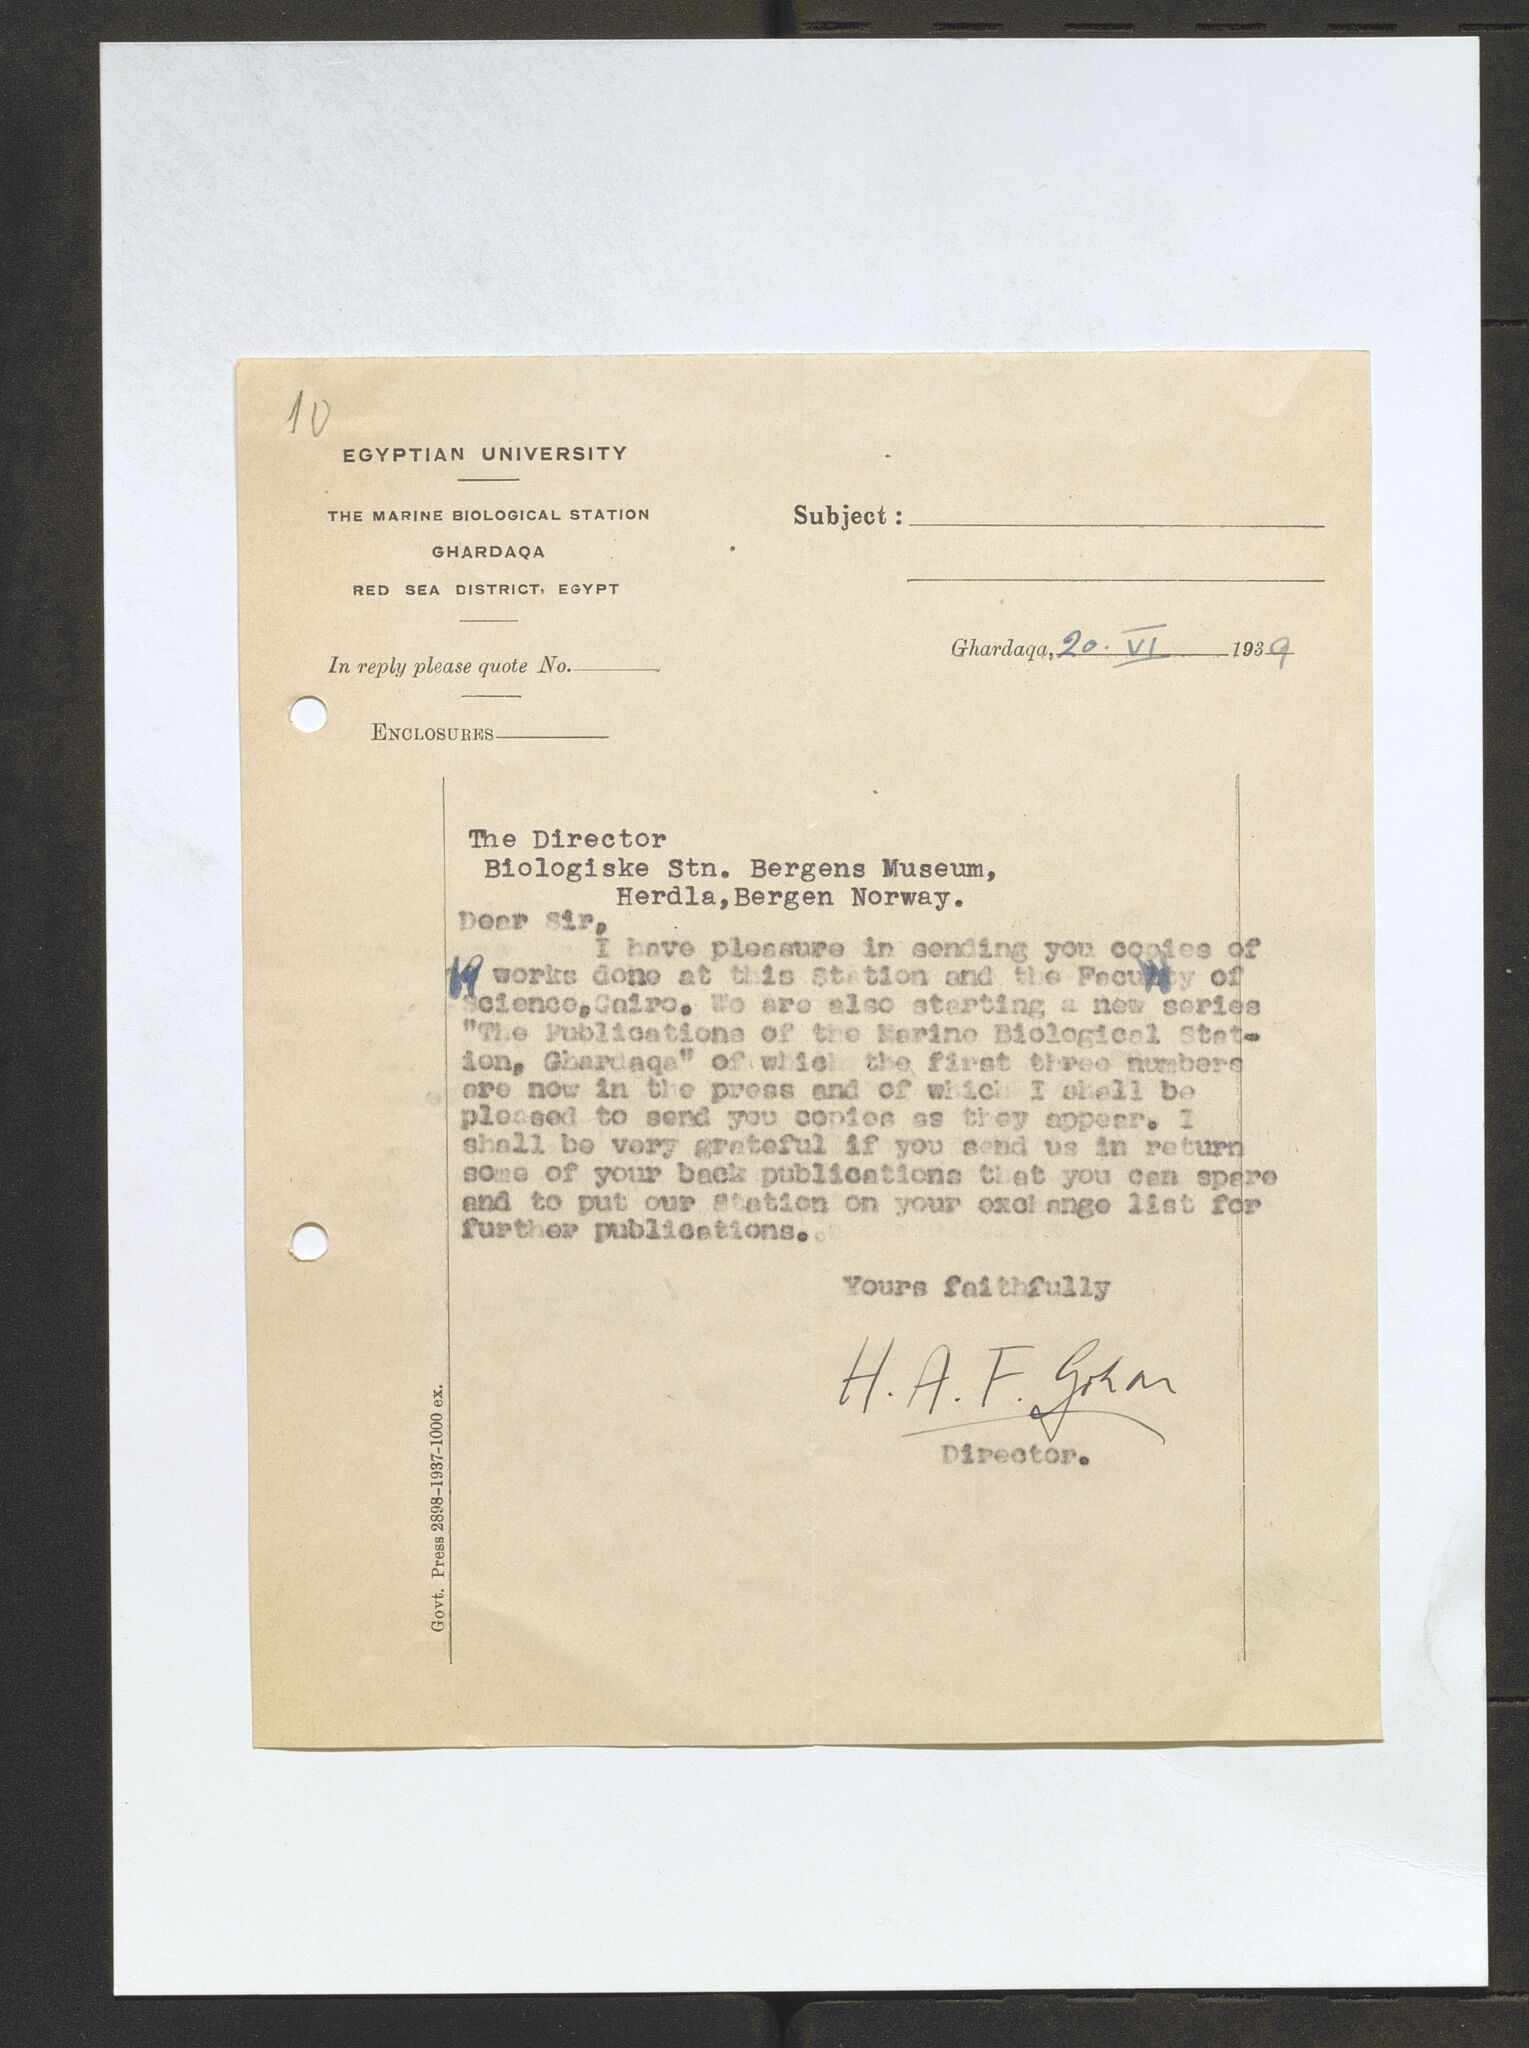 10
EGYPTIAN UNIVERSITY
THE MARINE BIOLOGICAL STATION
GHARDAQA
RED SEA DISTRICT, EGYPT
In reply please quote No.
ENCLOSURES
Subject:
Ghardaqa, 20. VI 1939
The Director
Biologiske Stn. Bergens Museum,
Herdla,Bergen Norway.
Dear Sir,
I have pleasure in sending you copies of
19 works done at this Station and the Faculty of
Science,Cairo. We are also starting a new series
"The Publications of the Marine Biological Stat-
ion, Ghardaqa" of which the first three numbers
are now in the press and of which I shall be
pleased to send you copies as they appear. I
shall be very grateful if you send us in return
some of your back publications that you can spare
and to put our Station on your exchange list for
further publications.
Yours faithfully
H. A. F. Gohar
Director.
Govt. Press 2898-1937-1000 ex.